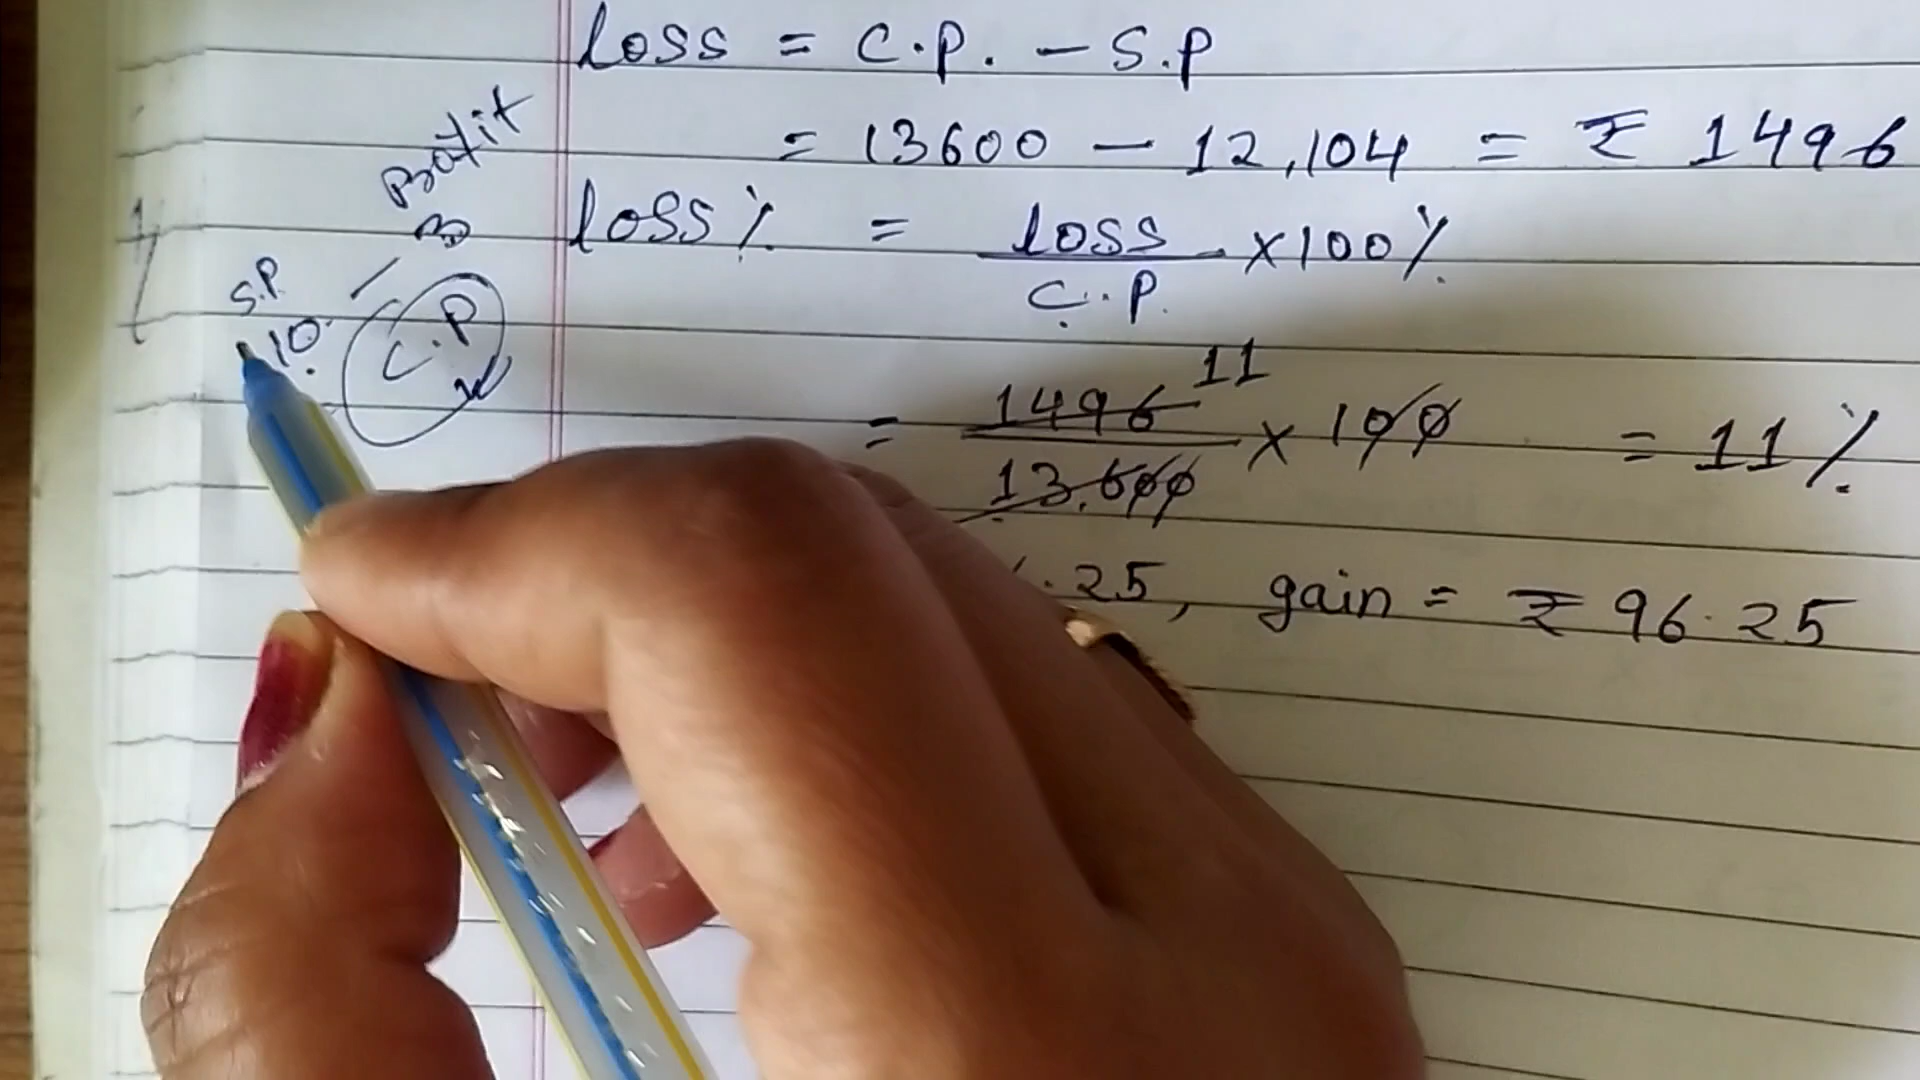 loss = C.P. - S.P
= 13600 - 12,104 = ₹ 1496
loss % = loss/C.P. × 100%
= 1496/13,600 × 100 = 11 %
11
.25, gain = ₹ 96.25
Profit
S.P.
10
C.P